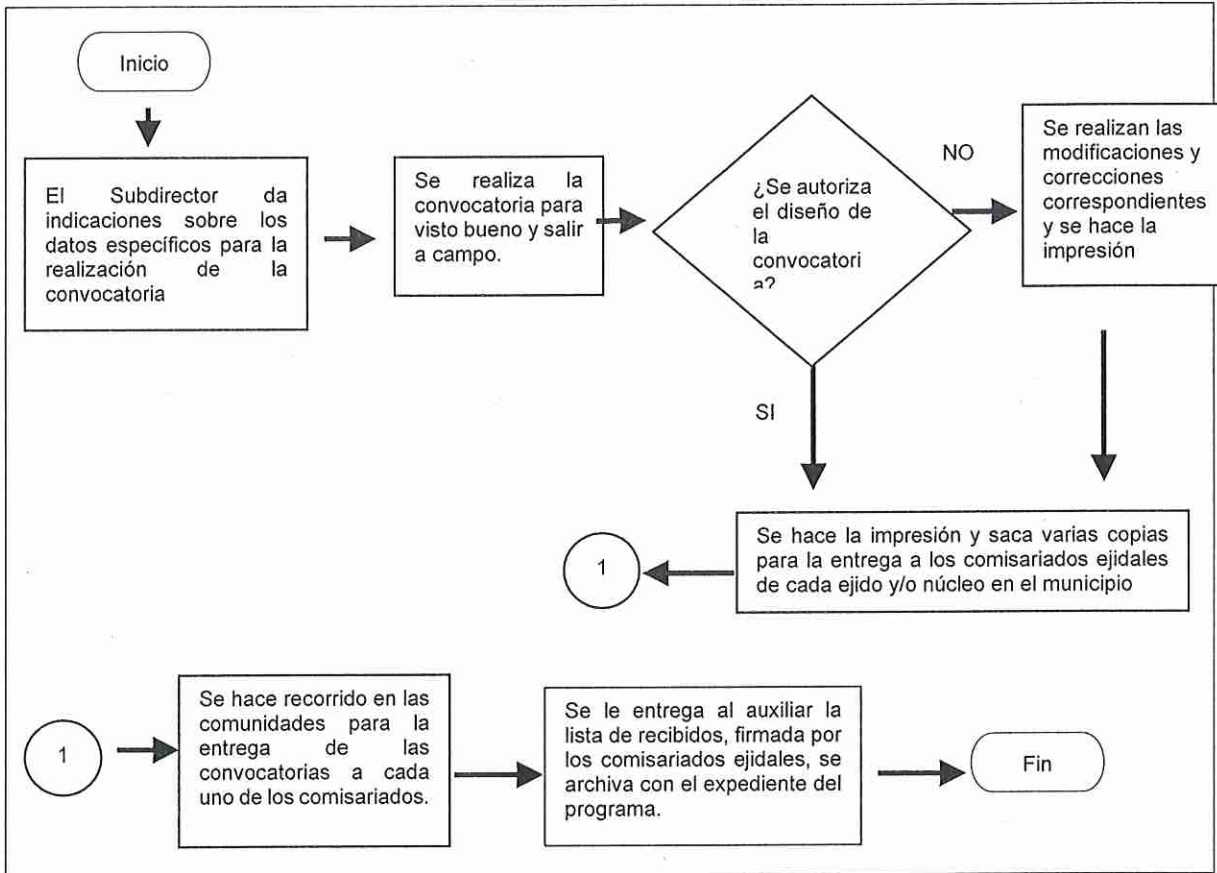 Inicio
El Subdirector da
indicaciones sobre los
datos específicos para la
realización de la
convocatoria
Se realiza la
convocatoria para
visto bueno y salir
a campo.
¿Se autoriza
el diseño de
la
convocatori
a?
NO
Se realizan las
modificaciones y
correcciones
correspondientes
y se hace la
impresión
SI
Se hace la impresión y saca varias copias
para la entrega a los comisariados ejidales
de cada ejido y/o núcleo en el municipio
1
1
Se hace recorrido en las
comunidades para la
entrega de las
convocatorias a cada
uno de los comisariados.
Se le entrega al auxiliar la
lista de recibidos, firmada por
los comisariados ejidales, se
archiva con el expediente del
programa.
Fin